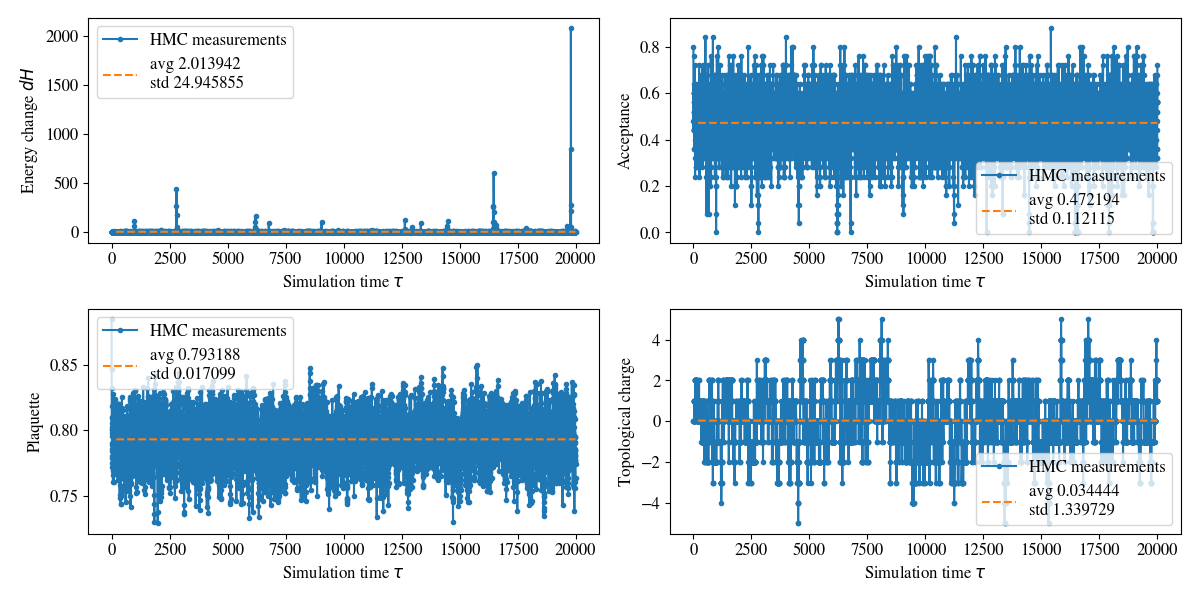 2000
1500
1000
500
0
Energy change dH
HMC measurements
avg 2.013942
std 24.945855
0 2500 5000 7500 10000 12500 15000 17500 20000
Simulation time τ
0.8
0.6
0.4
0.2
0.0
Acceptance
HMC measurements
avg 0.472194
std 0.112115
0 2500 5000 7500 10000 12500 15000 17500 20000
Simulation time τ
0.85
0.80
0.75
Plaquette
HMC measurements
avg 0.793188
std 0.017099
0 2500 5000 7500 10000 12500 15000 17500 20000
Simulation time τ
4
2
0
−2
−4
Topological charge
HMC measurements
avg 0.034444
std 1.339729
0 2500 5000 7500 10000 12500 15000 17500 20000
Simulation time τ